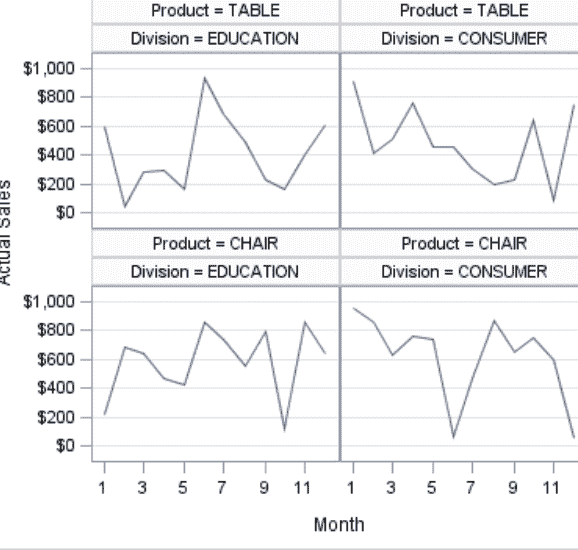 Product = TABLE Product = TABLE
Division = EDUCATION Division = CONSUMER
$1,000
$800
$600
$400
$200
$0
Actual Sales
Product = CHAIR Product = CHAIR
Division = EDUCATION Division = CONSUMER
$1,000
$800
$600
$400
$200
$0
1 3 5 7 9 11 1 3 5 7 9 11
Month